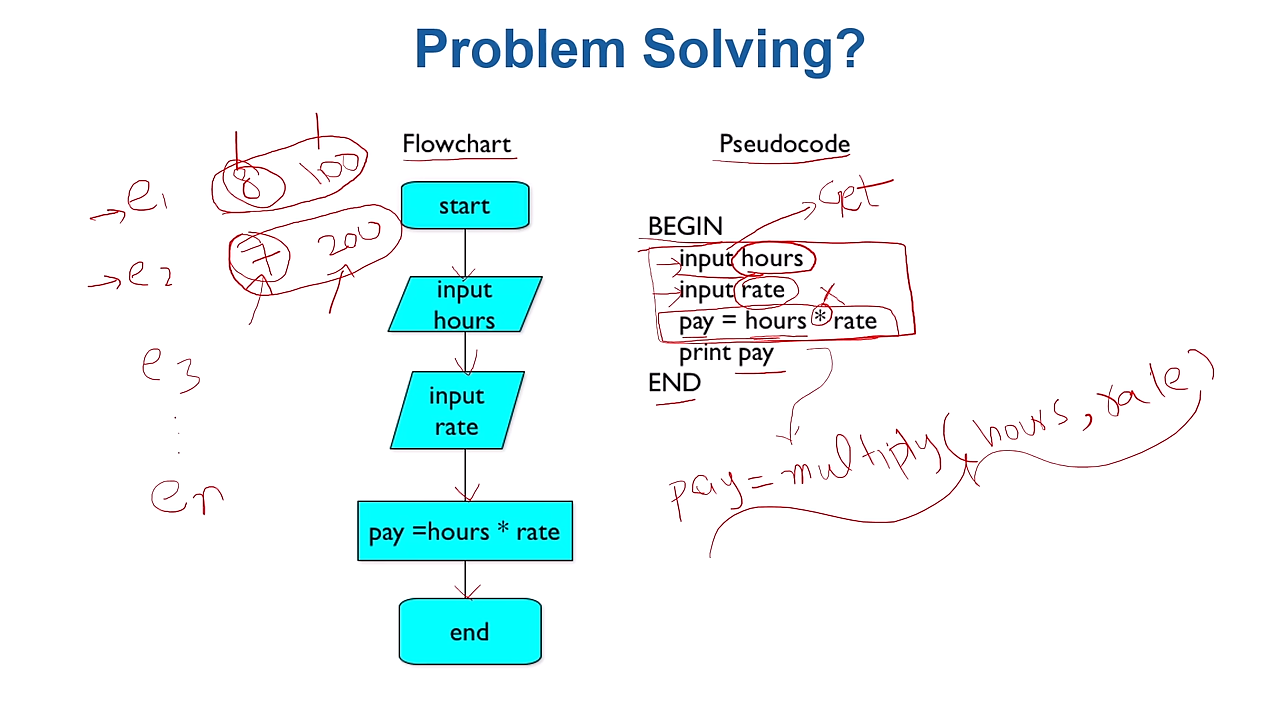 Problem Solving?
Flowchart
start
input
hours
input
rate
pay =hours * rate
end
Pseudocode
BEGIN
input hours
input rate
pay = hours * rate
print pay
END
e1 8 100
e2 7 200
e3
⋮
en
Get
x
pay = multiply(hours, rate)